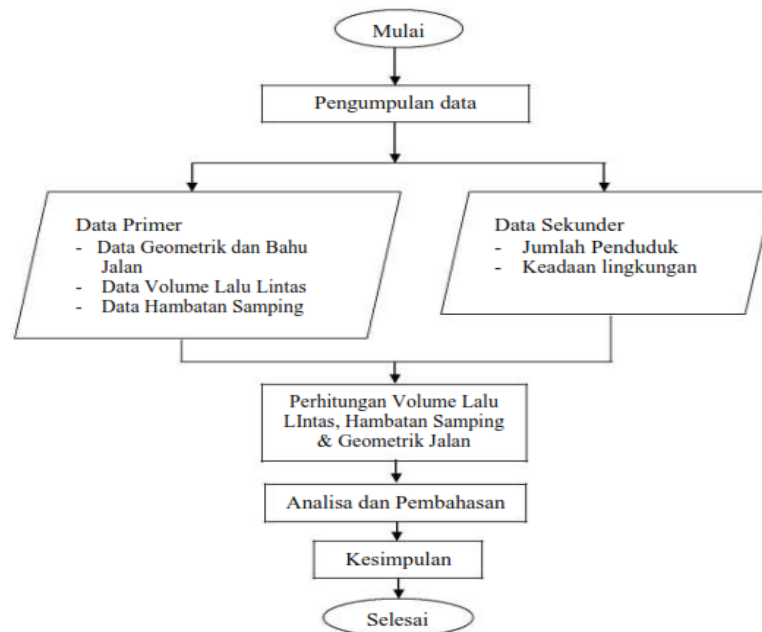 Mulai
Pengumpulan data
Data Primer
- Data Geometrik dan Bahu
Jalan
- Data Volume Lalu Lintas
- Data Hambatan Samping
Data Sekunder
- Jumlah Penduduk
- Keadaan lingkungan
Perhitungan Volume Lalu
LIntas, Hambatan Samping
& Geometrik Jalan
Analisa dan Pembahasan
Kesimpulan
Selesai